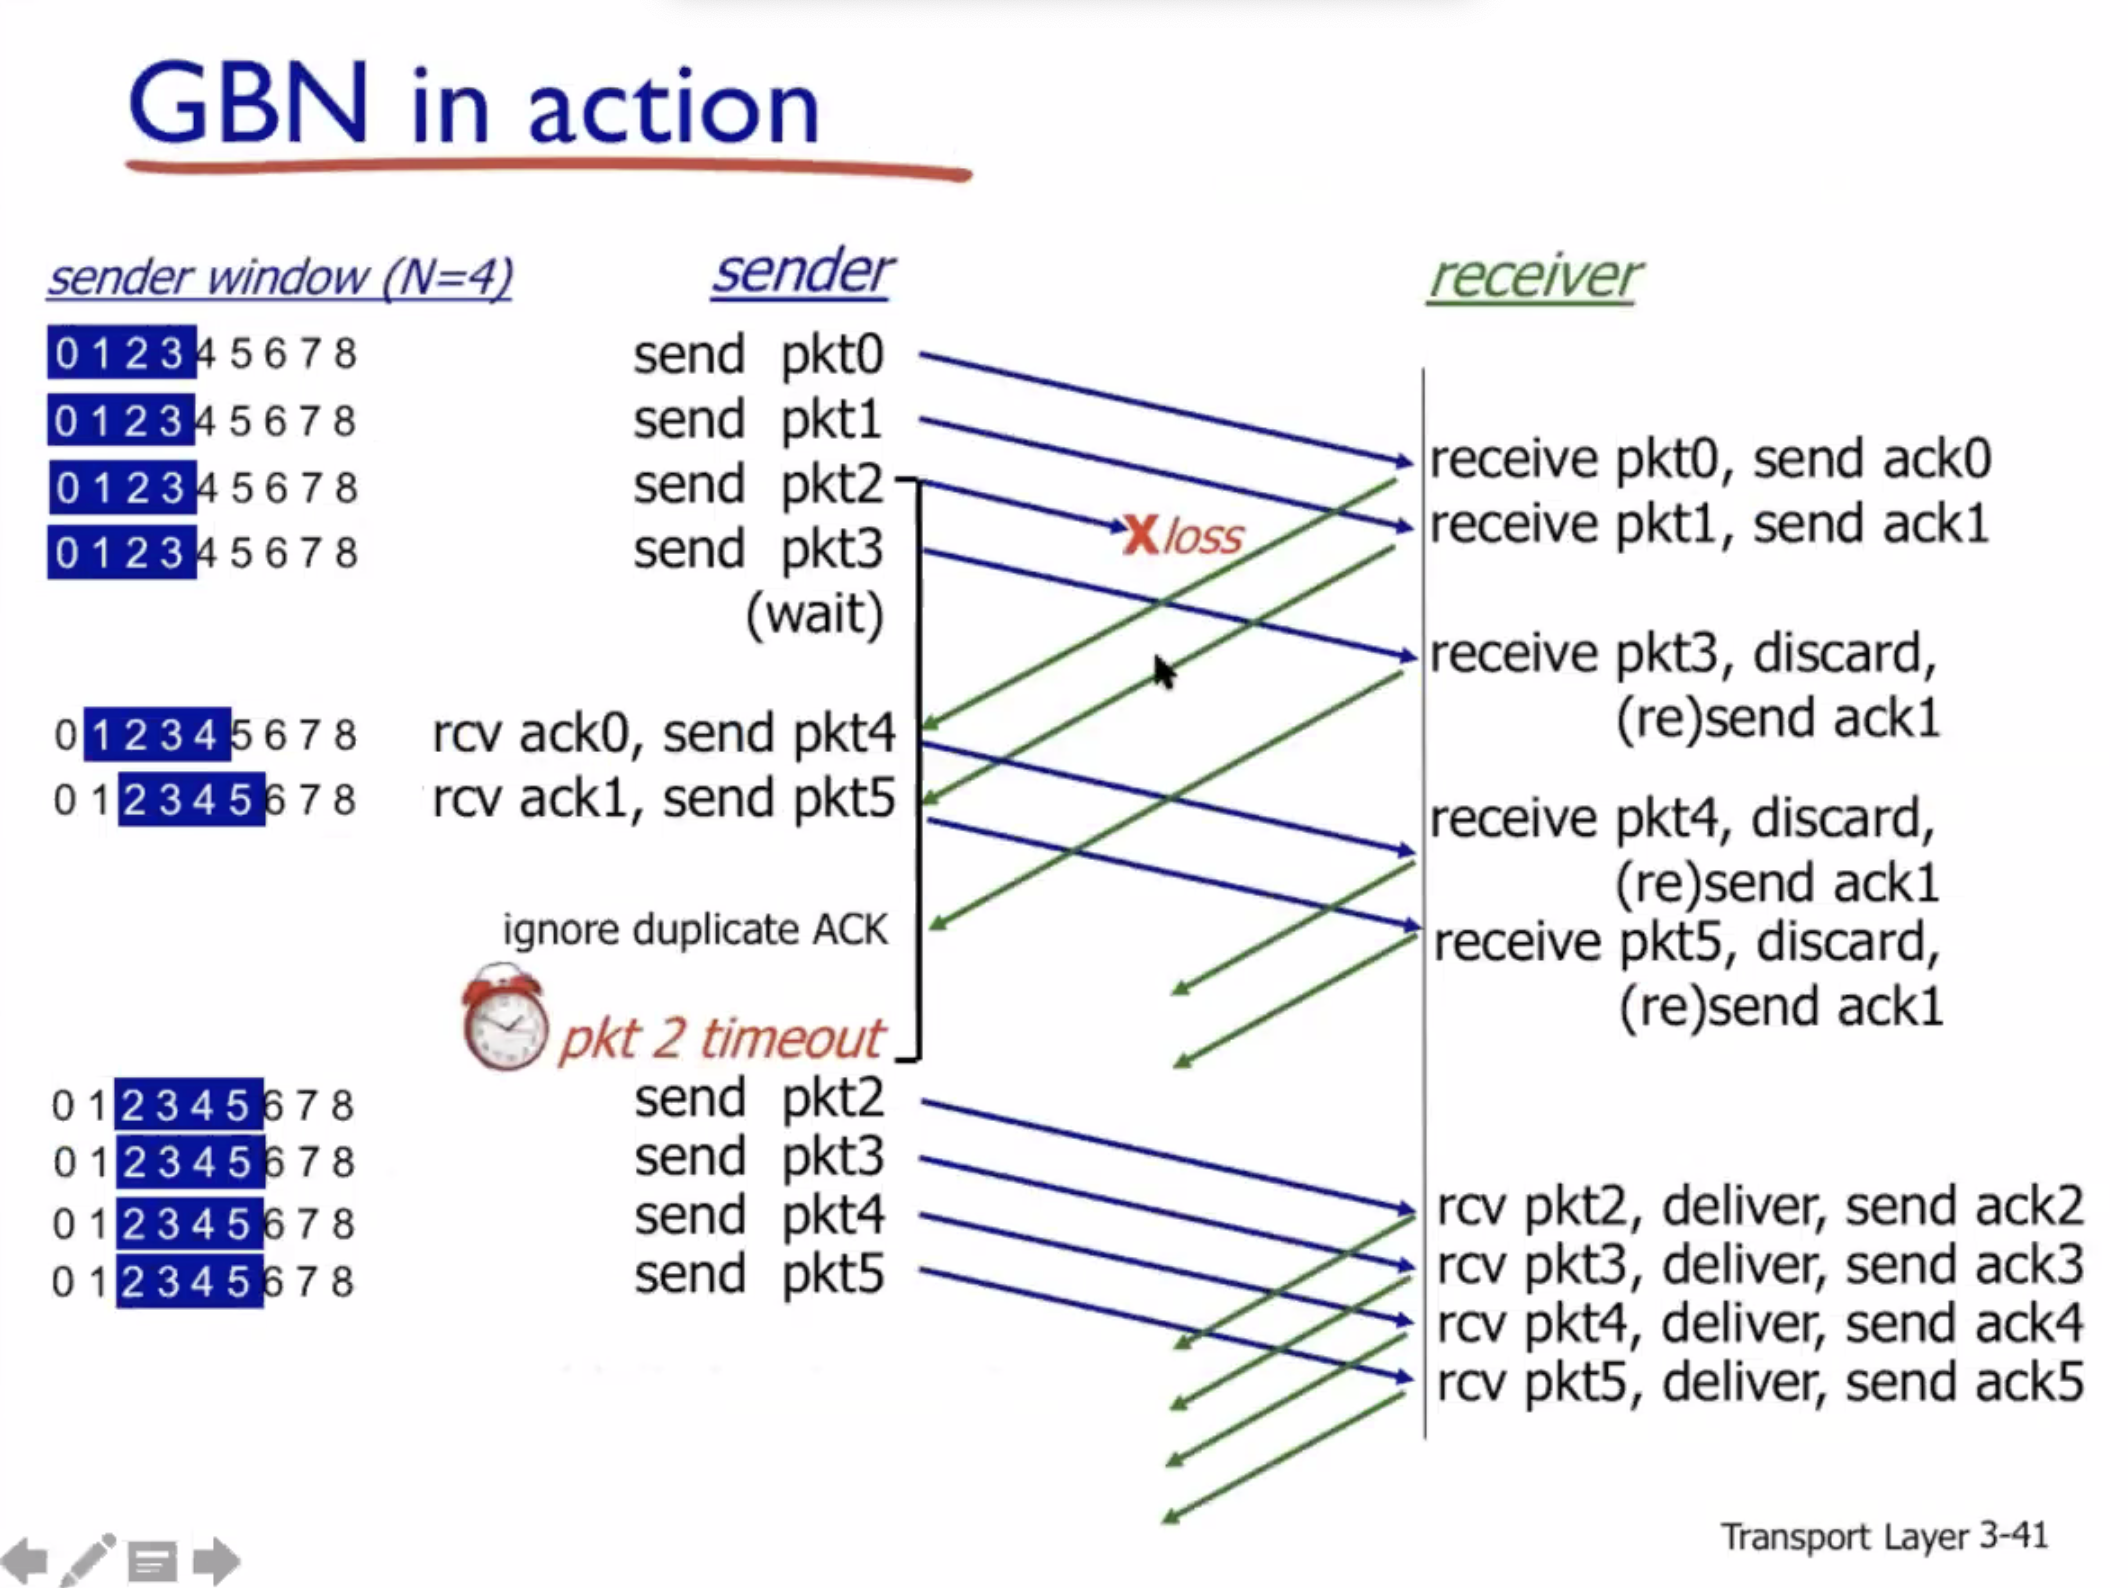 GBN in action
sender window (N=4)
sender
receiver
0 1 2 3 4 5 6 7 8
send pkt0
0 1 2 3 4 5 6 7 8
send pkt1
0 1 2 3 4 5 6 7 8
send pkt2
0 1 2 3 4 5 6 7 8
send pkt3
(wait)
X loss
receive pkt0, send ack0
receive pkt1, send ack1
receive pkt3, discard,
(re)send ack1
0 1 2 3 4 5 6 7 8
rcv ack0, send pkt4
0 1 2 3 4 5 6 7 8
rcv ack1, send pkt5
receive pkt4, discard,
(re)send ack1
ignore duplicate ACK
receive pkt5, discard,
(re)send ack1
pkt 2 timeout
0 1 2 3 4 5 6 7 8
send pkt2
0 1 2 3 4 5 6 7 8
send pkt3
0 1 2 3 4 5 6 7 8
send pkt4
0 1 2 3 4 5 6 7 8
send pkt5
rcv pkt2, deliver, send ack2
rcv pkt3, deliver, send ack3
rcv pkt4, deliver, send ack4
rcv pkt5, deliver, send ack5
Transport Layer 3-41